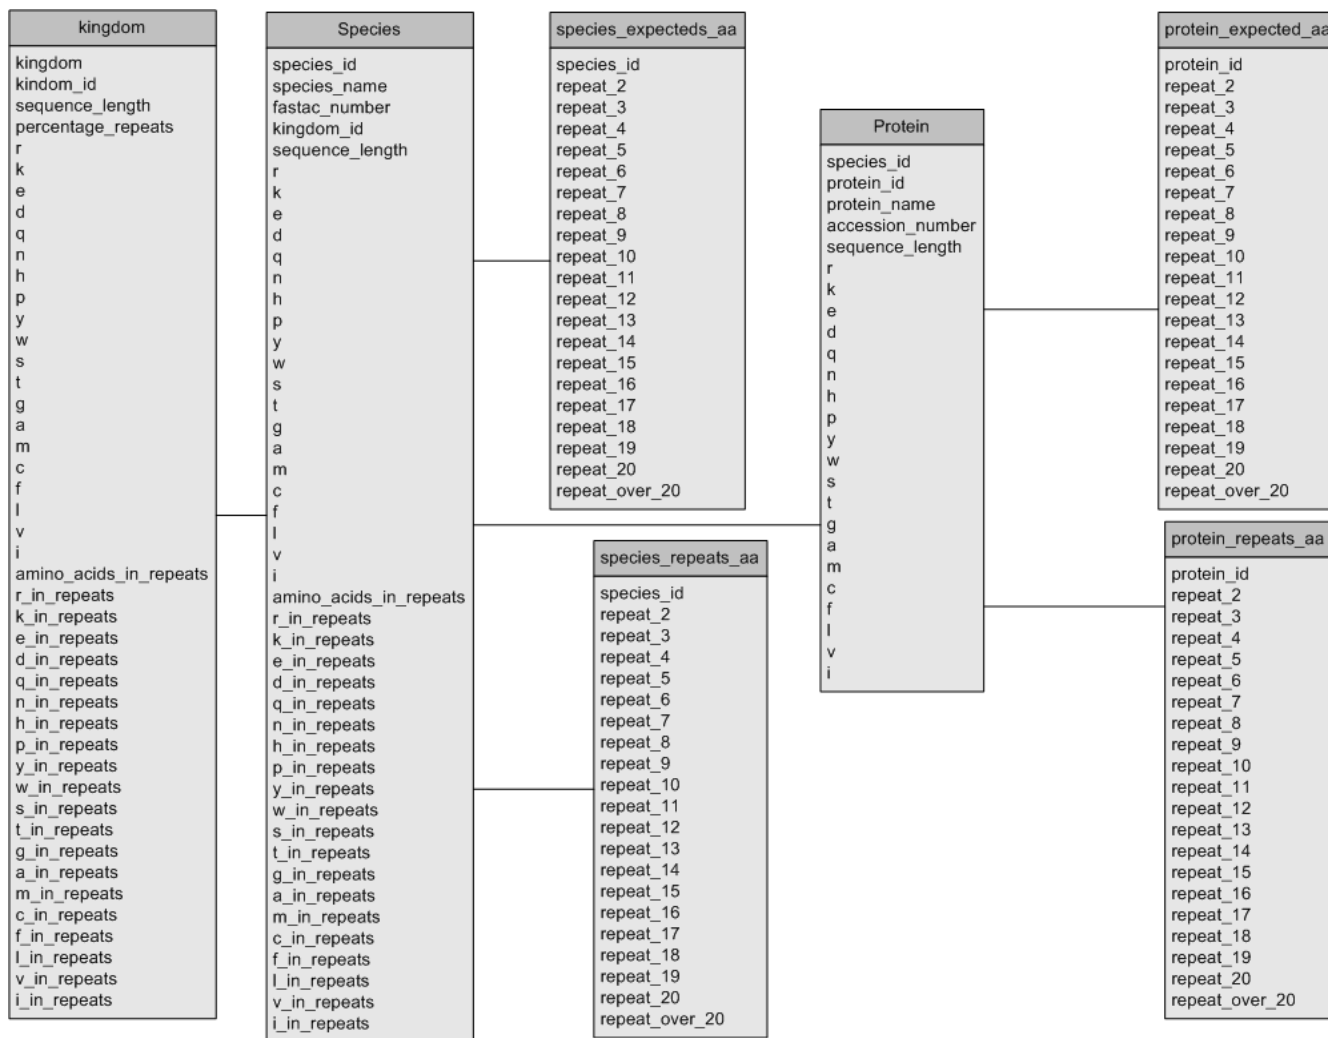 kingdom
kingdom
kindom_id
sequence_length
percentage_repeats
r
k
e
d
q
n
h
p
y
w
s
t
g
a
m
c
f
l
v
i
amino_acids_in_repeats
r_in_repeats
k_in_repeats
e_in_repeats
d_in_repeats
q_in_repeats
n_in_repeats
h_in_repeats
p_in_repeats
y_in_repeats
w_in_repeats
s_in_repeats
t_in_repeats
g_in_repeats
a_in_repeats
m_in_repeats
c_in_repeats
f_in_repeats
l_in_repeats
v_in_repeats
i_in_repeats
Species
species_id
species_name
fastac_number
kingdom_id
sequence_length
r
k
e
d
q
n
h
p
y
w
s
t
g
a
m
c
f
l
v
i
amino_acids_in_repeats
r_in_repeats
k_in_repeats
e_in_repeats
d_in_repeats
q_in_repeats
n_in_repeats
h_in_repeats
p_in_repeats
y_in_repeats
w_in_repeats
s_in_repeats
t_in_repeats
g_in_repeats
a_in_repeats
m_in_repeats
c_in_repeats
f_in_repeats
l_in_repeats
v_in_repeats
i_in_repeats
species_expecteds_aa
species_id
repeat_2
repeat_3
repeat_4
repeat_5
repeat_6
repeat_7
repeat_8
repeat_9
repeat_10
repeat_11
repeat_12
repeat_13
repeat_14
repeat_15
repeat_16
repeat_17
repeat_18
repeat_19
repeat_20
repeat_over_20
species_repeats_aa
species_id
repeat_2
repeat_3
repeat_4
repeat_5
repeat_6
repeat_7
repeat_8
repeat_9
repeat_10
repeat_11
repeat_12
repeat_13
repeat_14
repeat_15
repeat_16
repeat_17
repeat_18
repeat_19
repeat_20
repeat_over_20
Protein
species_id
protein_id
protein_name
accession_number
sequence_length
r
k
e
d
q
n
h
p
y
w
s
t
g
a
m
c
f
l
v
i
protein_expected_aa
protein_id
repeat_2
repeat_3
repeat_4
repeat_5
repeat_6
repeat_7
repeat_8
repeat_9
repeat_10
repeat_11
repeat_12
repeat_13
repeat_14
repeat_15
repeat_16
repeat_17
repeat_18
repeat_19
repeat_20
repeat_over_20
protein_repeats_aa
protein_id
repeat_2
repeat_3
repeat_4
repeat_5
repeat_6
repeat_7
repeat_8
repeat_9
repeat_10
repeat_11
repeat_12
repeat_13
repeat_14
repeat_15
repeat_16
repeat_17
repeat_18
repeat_19
repeat_20
repeat_over_20